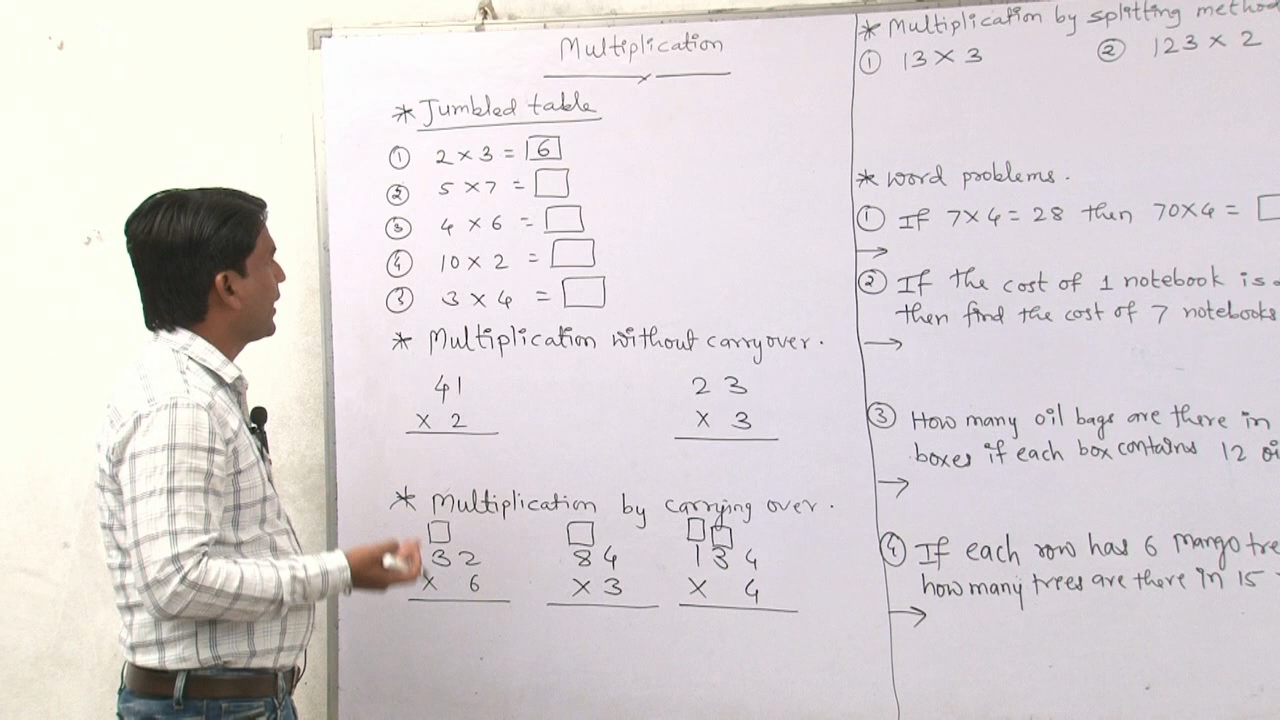 Multiplication
* Jumbled table
① 2 × 3 = 6
② 5 × 7 =
③ 4 × 6 =
④ 10 × 2 =
③ 3 × 4 =
* Multiplication without carryover.
41
× 2
23
× 3
* Multiplication by carrying over.
32
× 6
84
× 3
134
× 4
* Multiplication by splitting method
① 13 × 3
② 123 × 2
* Word problems.
① If 7×4 = 28 then 70×4 =
→
② If the cost of 1 notebook is
then find the cost of 7 notebooks
→
③ How many oil bags are there in
boxes if each box contains 12
→
④ If each row has 6 mango
how many trees are there in 15
→